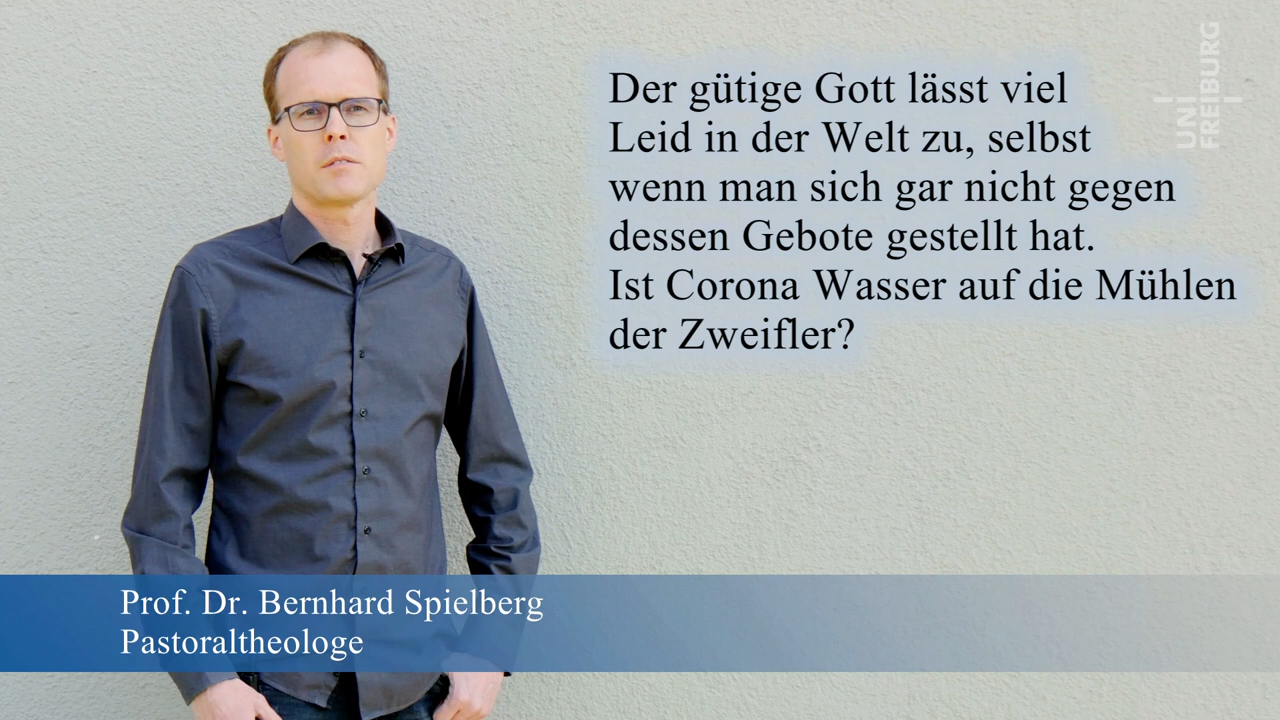 Der gütige Gott lässt viel
Leid in der Welt zu, selbst
wenn man sich gar nicht gegen
dessen Gebote gestellt hat.
Ist Corona Wasser auf die Mühlen
der Zweifler?
UNI
FREIBURG
Prof. Dr. Bernhard Spielberg
Pastoraltheologe